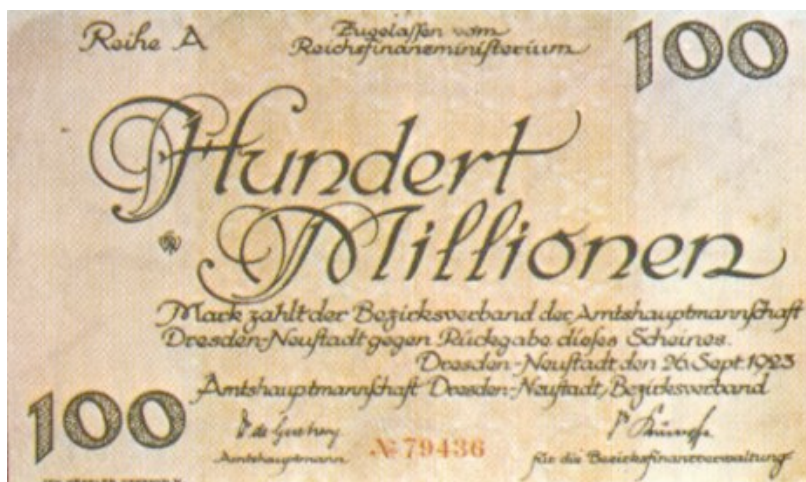 Reihe A
Zugelassen vom
Reichsfinanzministerium
100
Hundert
Millionen
Mark zahlt der Bezirksverband der Amtshauptmannschaft
Dresden-Neustadt gegen Rückgabe dieses Scheines.
Dresden-Neustadt den 26. Sept. 1923
Amtshauptmannschaft Dresden-Neustadt, Bezirksverband
100
Amtshauptmann
№ 79436
für die Bezirksfinanzverwaltung